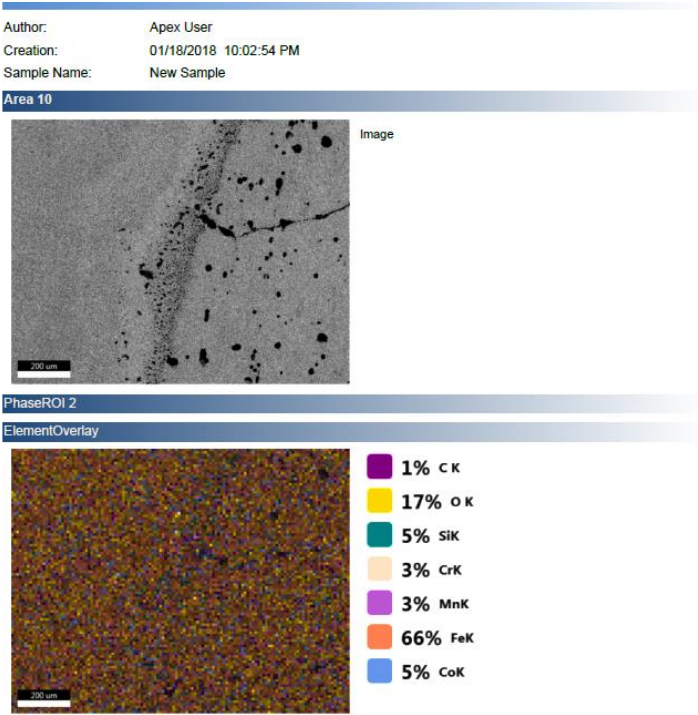 Author: Apex User
Creation: 01/18/2018 10:02:54 PM
Sample Name: New Sample
Area 10
Image
200 um
PhaseROI 2
ElementOverlay
1% C K
17% O K
5% SiK
3% CrK
3% MnK
66% FeK
5% CoK
200 um